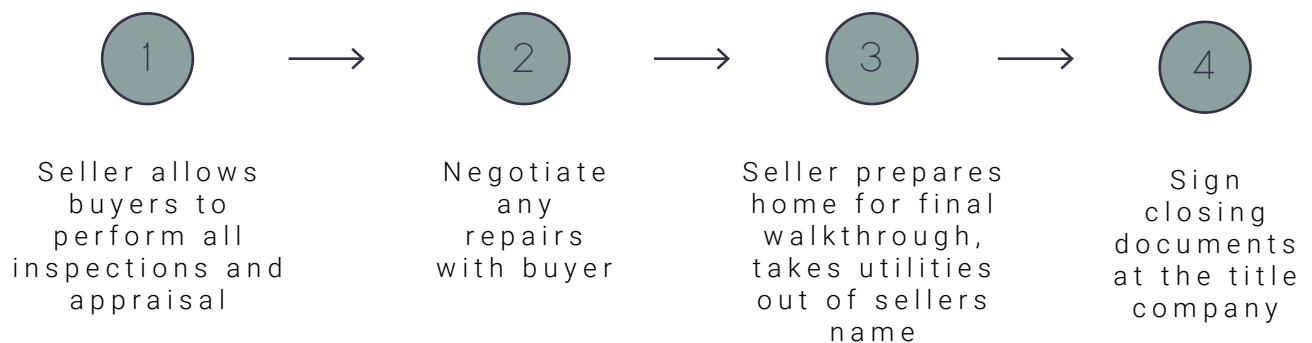 1
2
3
4
Seller allows
buyers to
perform all
inspections and
appraisal
Negotiate
any
repairs
with buyer
Seller prepares
home for final
walkthrough,
takes utilities
out of sellers
name
Sign
closing
documents
at the title
company